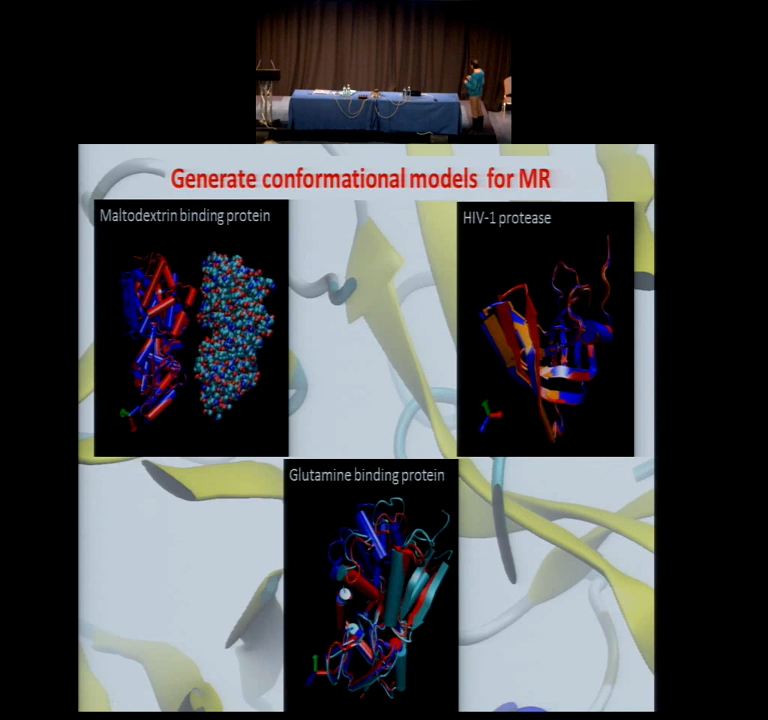 Generate conformational models for MR
Maltodextrin binding protein
HIV-1 protease
Glutamine binding protein